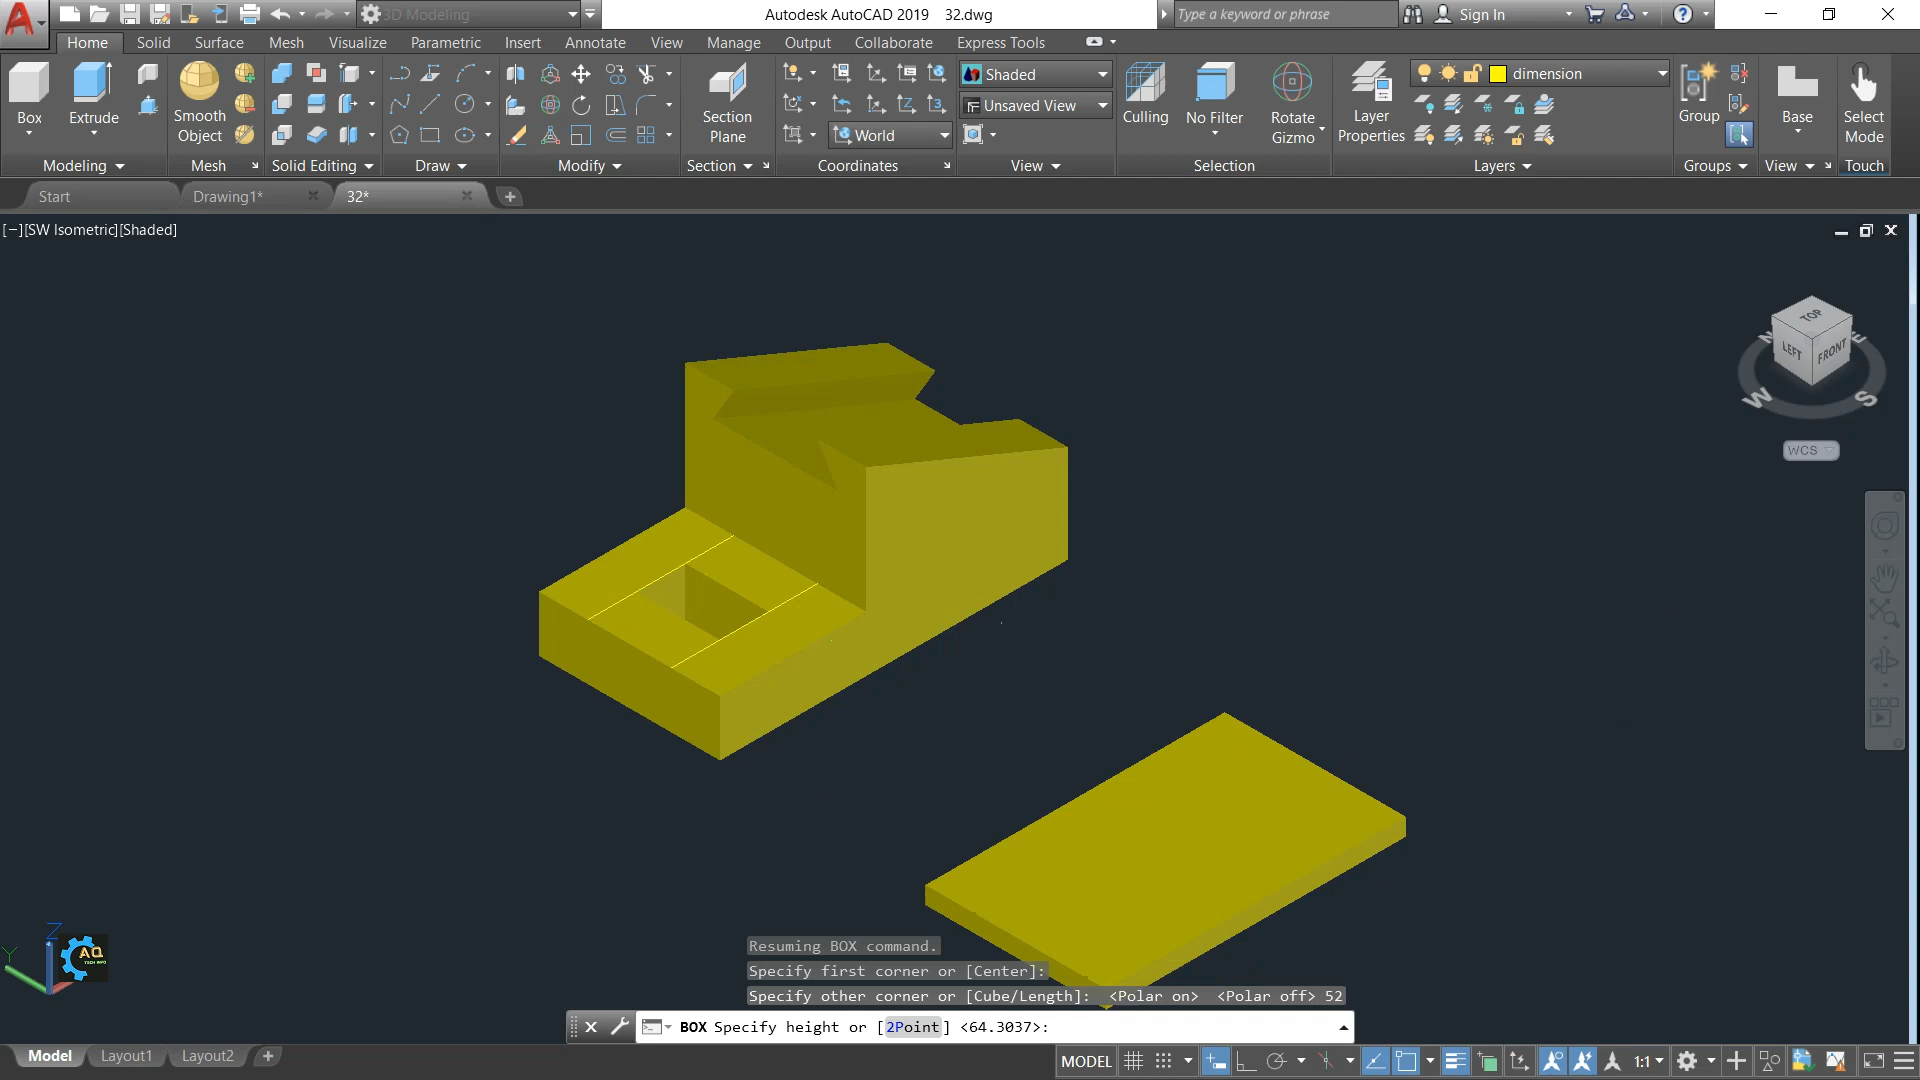 3D Modeling
Autodesk AutoCAD 2019 32.dwg
Type a keyword or phrase
Sign In
Home Solid Surface Mesh Visualize Parametric Insert Annotate View Manage Output Collaborate Express Tools
Box
Extrude
Smooth
Object
Section
Plane
World
Shaded
Unsaved View
Culling
No Filter
Rotate
Gizmo
Layer
Properties
dimension
Group
Base
Select
Mode
Modeling Mesh Solid Editing Draw Modify Section Coordinates View Selection Layers Groups View Touch
Start Drawing1* 32*
[−][SW Isometric][Shaded]
TOP
LEFT FRONT
N E
W S
WCS
Z
Y
AQ
TECH INFO
Resuming BOX command.
Specify first corner or [Center]:
Specify other corner or [Cube/Length]: <Polar on> <Polar off> 52
BOX Specify height or [2Point] <64.3037>:
Model Layout1 Layout2
MODEL 1:1